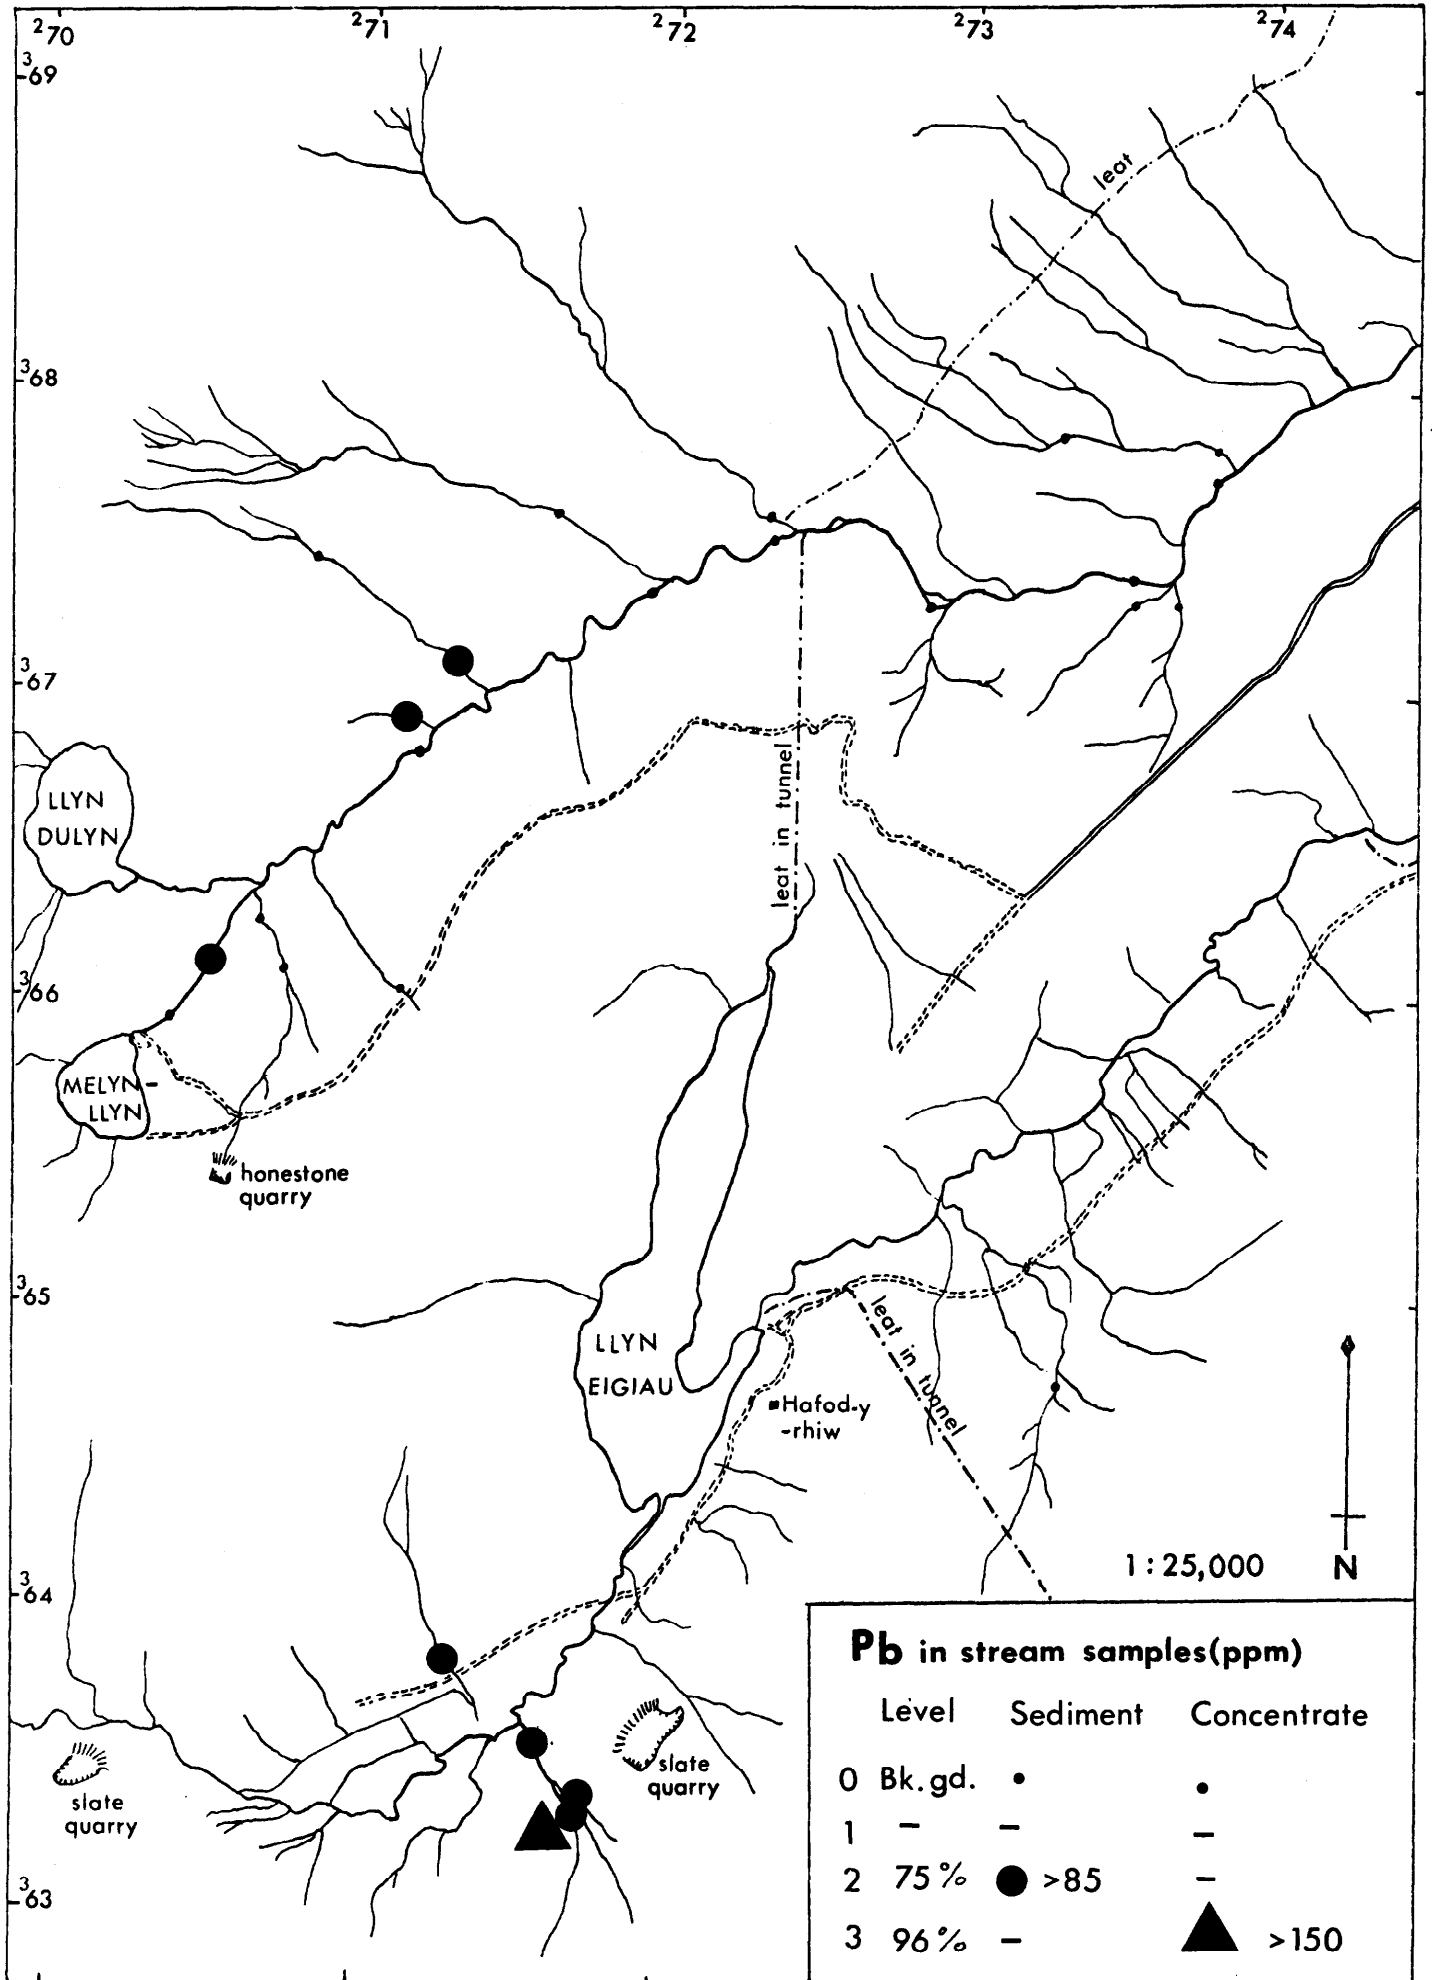 ²70 ²71 ²72 ²73 ²74
³69
leat
³68
³67
LLYN
DULYN
leat in tunnel
³66
MELYN-
LLYN
honestone
quarry
³65
LLYN
EIGIAU
leat in tunnel
Hafod-y
-rhiw
1:25,000 N
³64
slate
quarry
slate
quarry
³63
Pb in stream samples(ppm)
Level Sediment Concentrate
0 Bk.gd. • •
1 – – –
2 75% ● >85 –
3 96% – ▲ >150